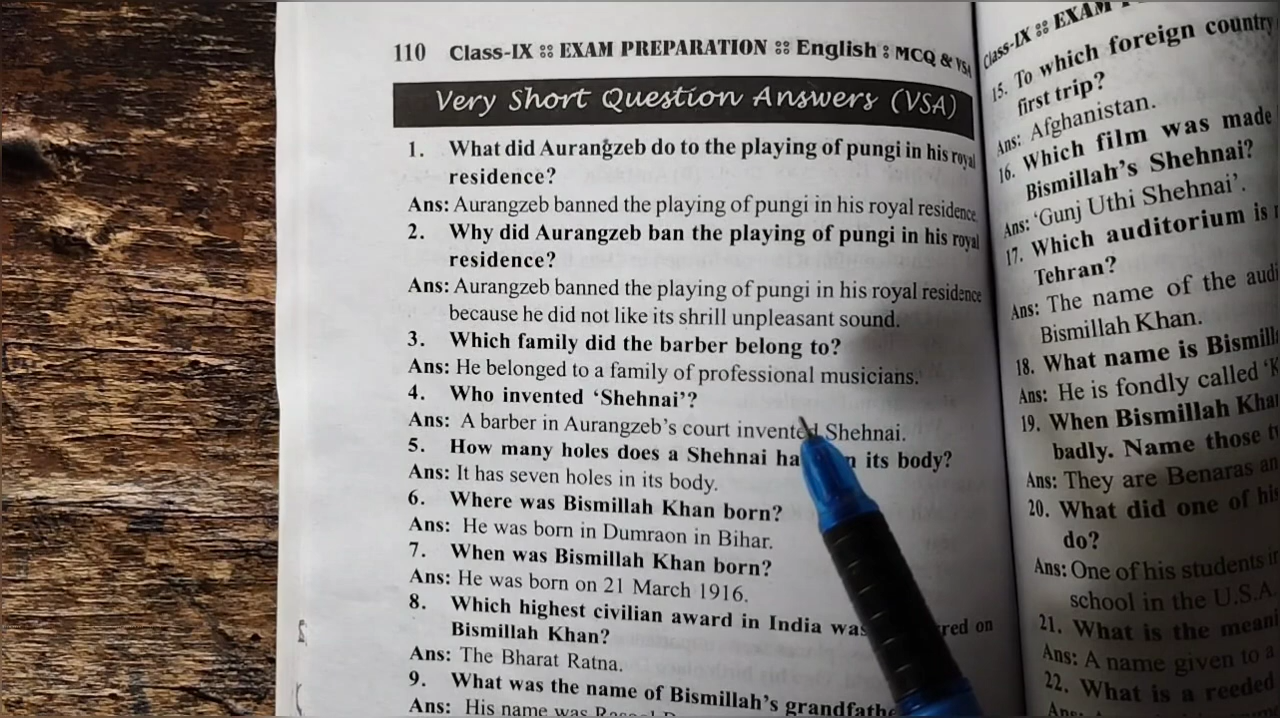 110 Class-IX :: EXAM PREPARATION :: English : MCQ & VSA
Very Short Question Answers (VSA)
1. What did Aurangzeb do to the playing of pungi in his royal
residence?
Ans: Aurangzeb banned the playing of pungi in his royal residence
2. Why did Aurangzeb ban the playing of pungi in his royal
residence?
Ans: Aurangzeb banned the playing of pungi in his royal residence
because he did not like its shrill unpleasant sound.
3. Which family did the barber belong to?
Ans: He belonged to a family of professional musicians.
4. Who invented ‘Shehnai’?
Ans: A barber in Aurangzeb’s court invented Shehnai.
5. How many holes does a Shehnai its body?
Ans: It has seven holes in its body.
6. Where was Bismillah Khan born?
Ans: He was born in Dumraon in Bihar.
7. When was Bismillah Khan born?
Ans: He was born on 21 March 1916.
8. Which highest civilian award in India was on
Bismillah Khan?
Ans: The Bharat Ratna.
9. What was the name of Bismillah’s
Ans: His name was
Class-IX :: EXAM
15. To which foreign country
first trip?
Ans: Afghanistan.
16. Which film was made
Bismillah’s Shehnai?
Ans: ‘Gunj Uthi Shehnai’.
17. Which auditorium is
Tehran?
Ans: The name of the
Bismillah Khan.
18. What name is
Ans: He is fondly called
19. When Bismillah
badly. Name those
Ans: They are Benaras
20. What did one of
do?
Ans: One of his students
school in the U.S.A.
21. What is the
Ans: A name given to a
22. What is a reeded